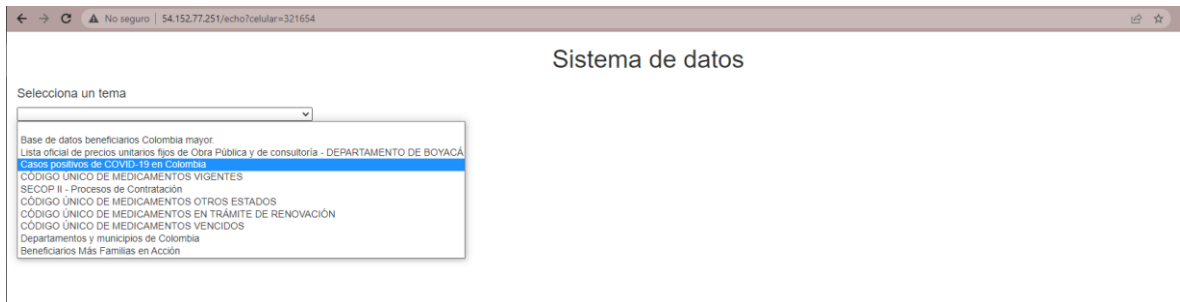 No seguro | 54.152.77.251/echo?celular=321654
Sistema de datos
Selecciona un tema
Base de datos beneficiarios Colombia mayor.
Lista oficial de precios unitarios fijos de Obra Pública y de consultoría - DEPARTAMENTO DE BOYACÁ
Casos positivos de COVID-19 en Colombia
CÓDIGO ÚNICO DE MEDICAMENTOS VIGENTES
SECOP II - Procesos de Contratación
CÓDIGO ÚNICO DE MEDICAMENTOS OTROS ESTADOS
CÓDIGO ÚNICO DE MEDICAMENTOS EN TRÁMITE DE RENOVACIÓN
CÓDIGO ÚNICO DE MEDICAMENTOS VENCIDOS
Departamentos y municipios de Colombia
Beneficiarios Más Familias en Acción